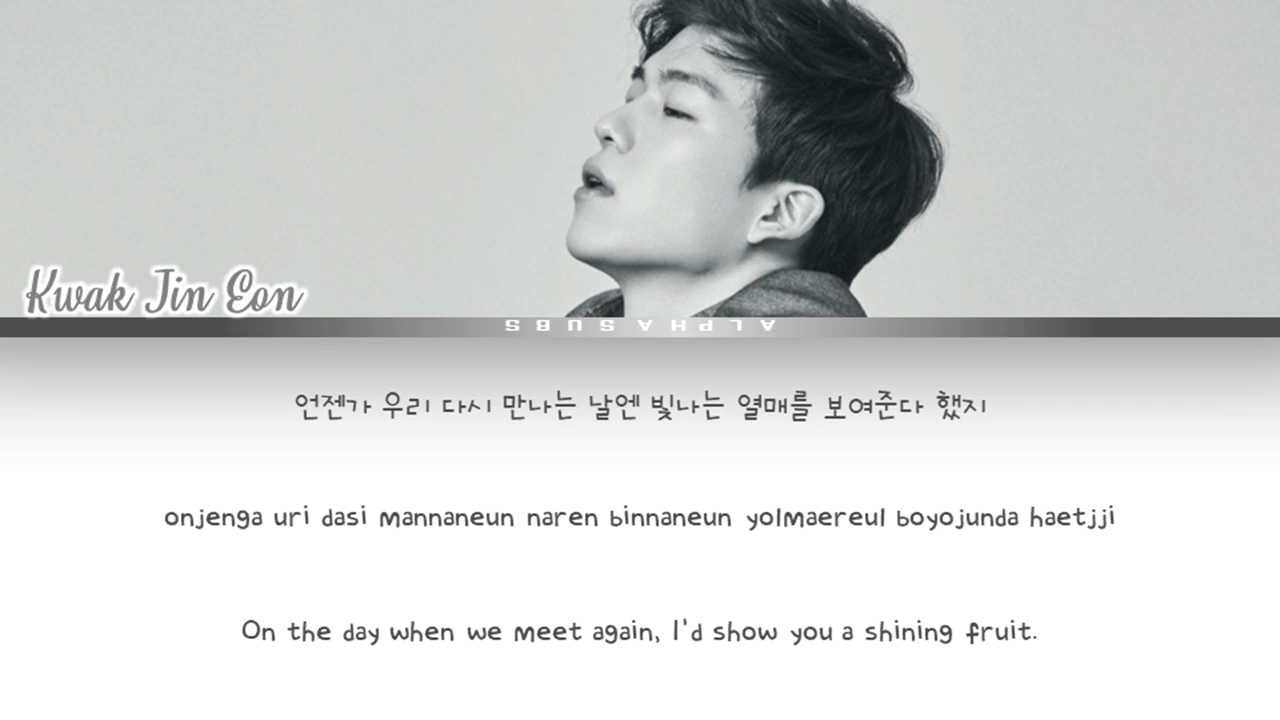 Kwak Jin Eon
ALPHASUBS
언젠가 우리 다시 만나는 날엔 빛나는 열매를 보여준다 했지
onjenga uri dasi mannaneun naren binnaneun yolmaereul boyojunda haetjji
On the day when we meet again, I'd show you a shining fruit.